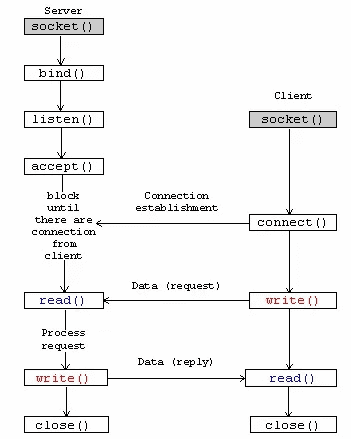 Server
socket()
bind()
Client
listen()
socket()
accept()
block
until
there are
connection
from
client
Connection
establishment
connect()
Data (request)
read()
write()
Process
request
Data (reply)
write()
read()
close()
close()